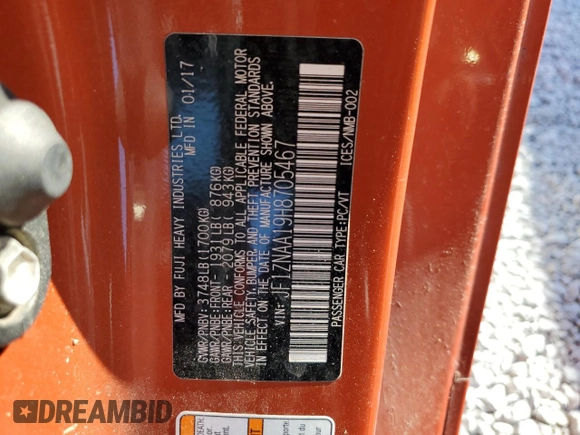 MFD BY FUJI HEAVY INDUSTRIES LTD.
MFD IN 01/17
GVWR/PNBV: 3748LB(1700KG)
GAWR/PNBE:FRONT- 1931LB( 876KG)
GAWR/PNBE:REAR - 2079LB( 943KG)
THIS VEHICLE CONFORMS TO ALL APPLICABLE FEDERAL MOTOR
VEHICLE SAFETY, BUMPER, AND THEFT PREVENTION STANDARDS
IN EFFECT ON THE DATE OF MANUFACTURE SHOWN ABOVE.
VIN: JF1ZNAA19H8705467
PASSENGER CAR TYPE:PC/VT
ICES/NMB-002
DREAMBID